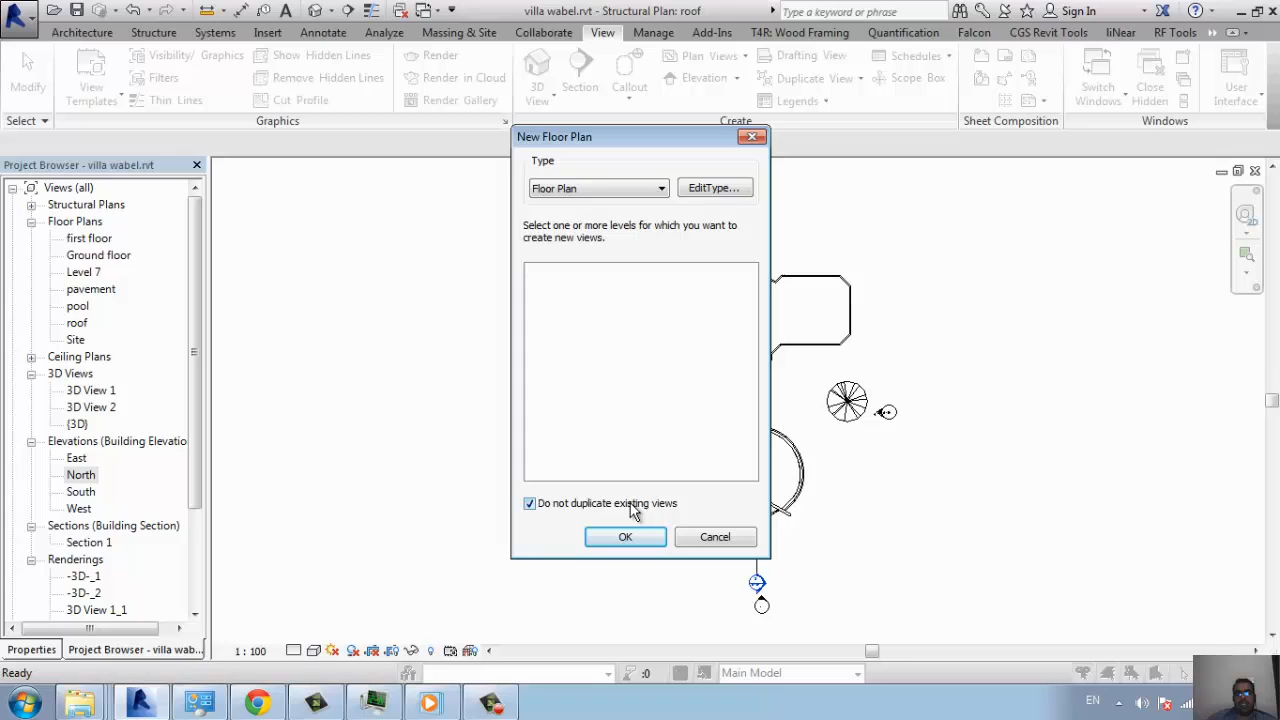 villa wabel.rvt - Structural Plan: roof
Type a keyword or phrase
Sign In
Architecture Structure Systems Insert Annotate Analyze Massing & Site Collaborate View Manage Add-Ins T4R: Wood Framing Quantification Falcon CGS Revit Tools liNear RF Tools
Modify
View
Templates
Visibility/ Graphics
Filters
Thin Lines
Show Hidden Lines
Remove Hidden Lines
Cut Profile
Render
Render in Cloud
Render Gallery
3D
View
Section
Callout
Plan Views
Elevation
Drafting View
Duplicate View
Legends
Schedules
Scope Box
Switch
Windows
Close
Hidden
User
Interface
Select
Graphics
Create
Sheet Composition
Windows
Project Browser - villa wabel.rvt
Views (all)
Structural Plans
Floor Plans
first floor
Ground floor
Level 7
pavement
pool
roof
Site
Ceiling Plans
3D Views
3D View 1
3D View 2
{3D}
Elevations (Building Elevatio
East
North
South
West
Sections (Building Section)
Section 1
Renderings
-3D-_1
-3D-_2
3D View 1_1
Properties
Project Browser - villa wab...
New Floor Plan
Type
Floor Plan
EditType...
Select one or more levels for which you want to
create new views.
Do not duplicate existing views
OK
Cancel
2D
1 : 100
Ready
:0
Main Model
EN